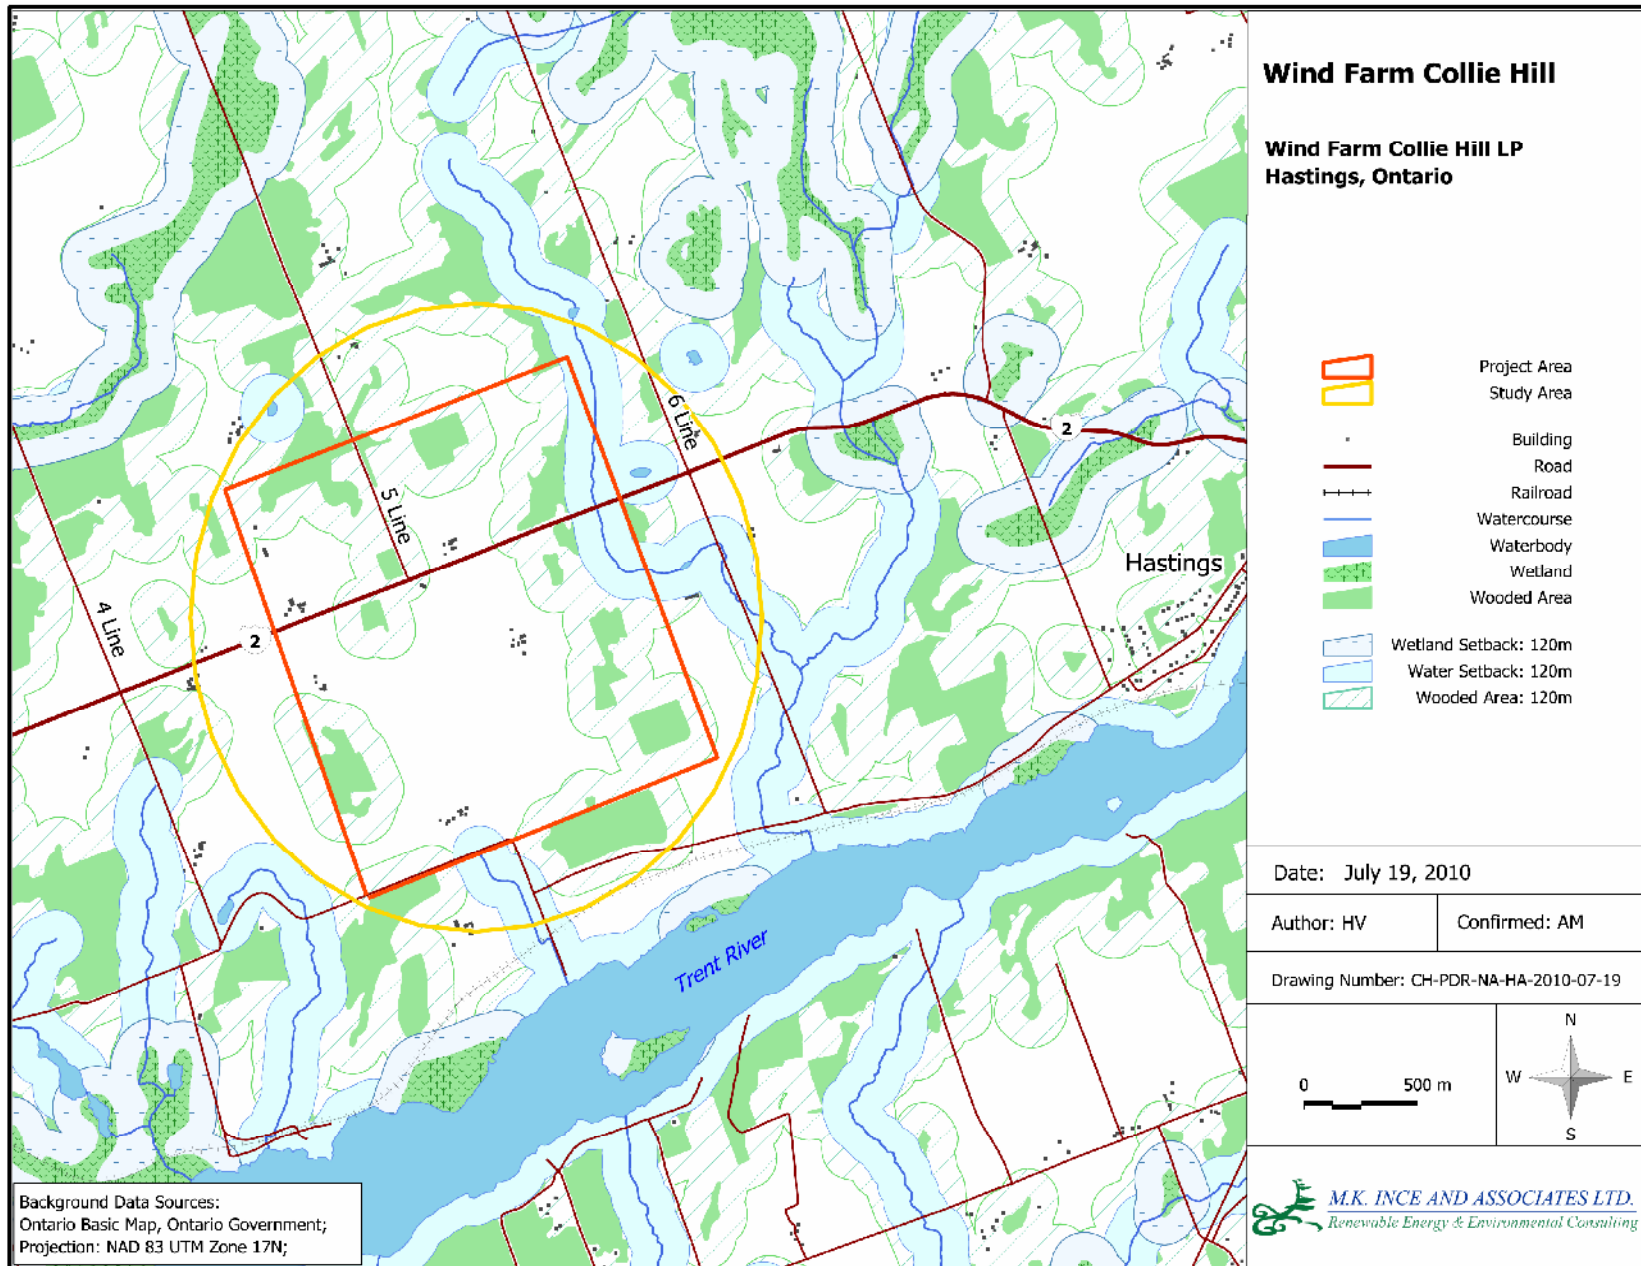 Wind Farm Collie Hill
Wind Farm Collie Hill LP
Hastings, Ontario
Project Area
Study Area
Building
Road
Railroad
Watercourse
Waterbody
Wetland
Wooded Area
Wetland Setback: 120m
Water Setback: 120m
Wooded Area: 120m
6 Line
2
5 Line
Hastings
4 Line
2
Trent River
Date: July 19, 2010
Author: HV
Confirmed: AM
Drawing Number: CH-PDR-NA-HA-2010-07-19
0 500 m
N
W E
S
M.K. INCE AND ASSOCIATES LTD.
Renewable Energy & Environmental Consulting
Background Data Sources:
Ontario Basic Map, Ontario Government;
Projection: NAD 83 UTM Zone 17N;